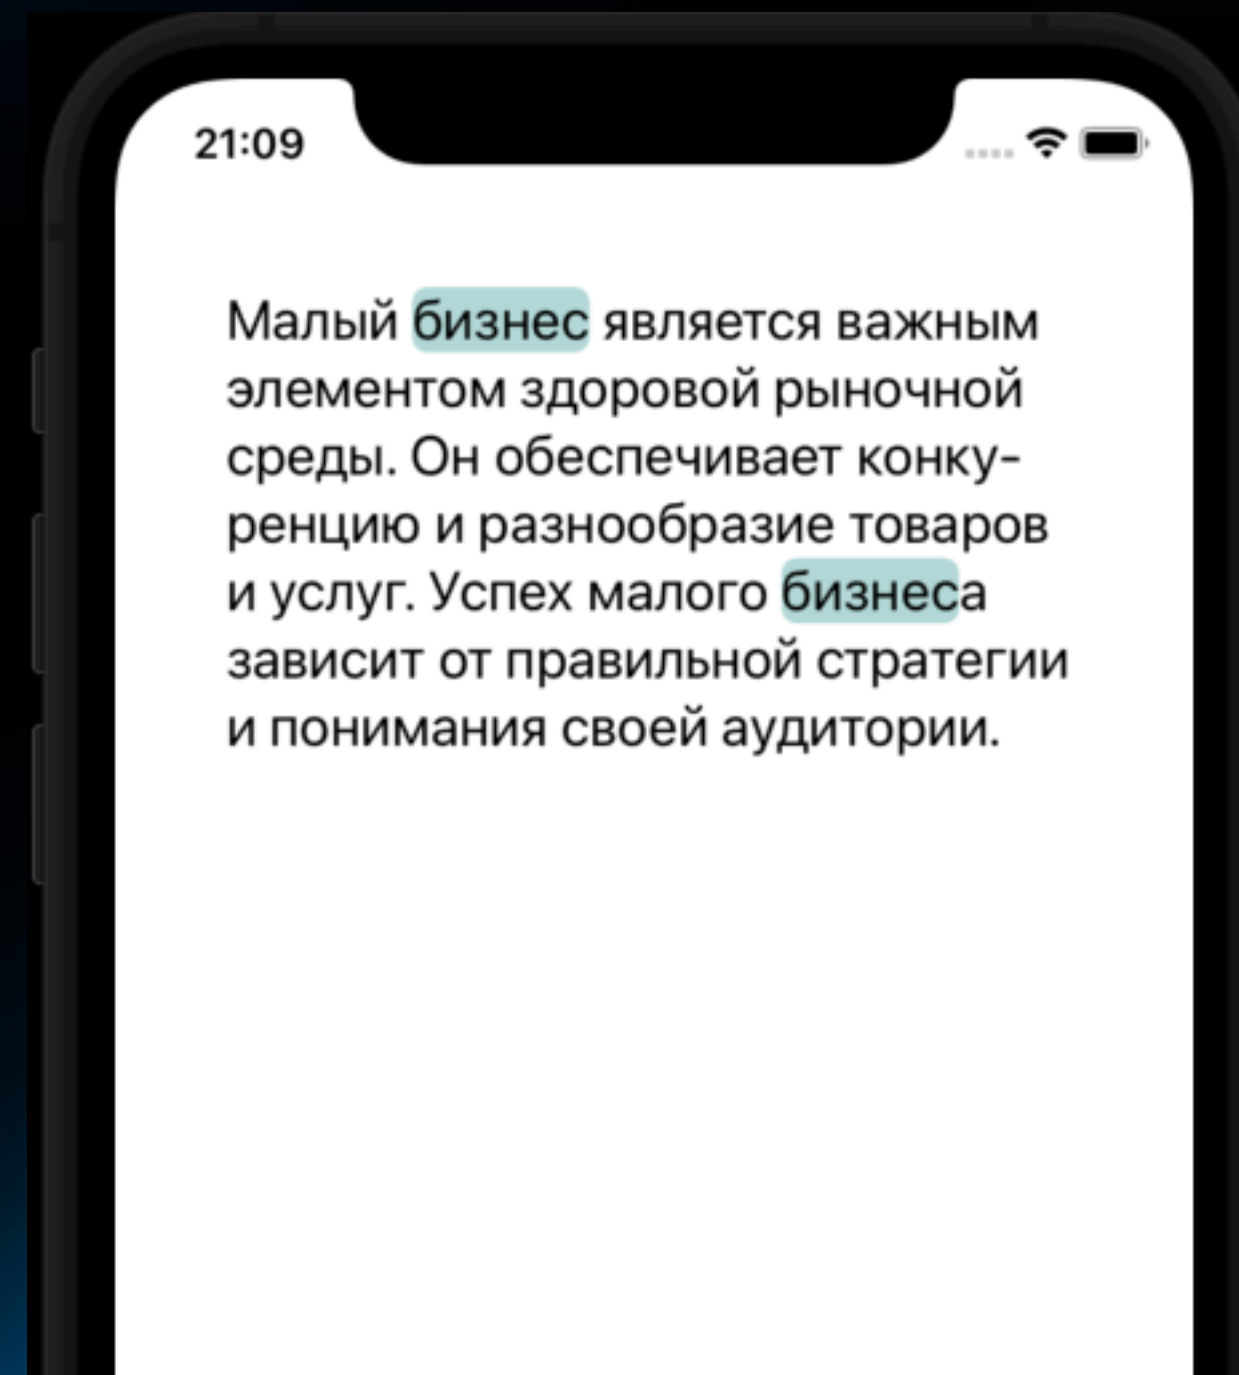 21:09
Малый бизнес является важным
элементом здоровой рыночной
среды. Он обеспечивает конку-
ренцию и разнообразие товаров
и услуг. Успех малого бизнеса
зависит от правильной стратегии
и понимания своей аудитории.